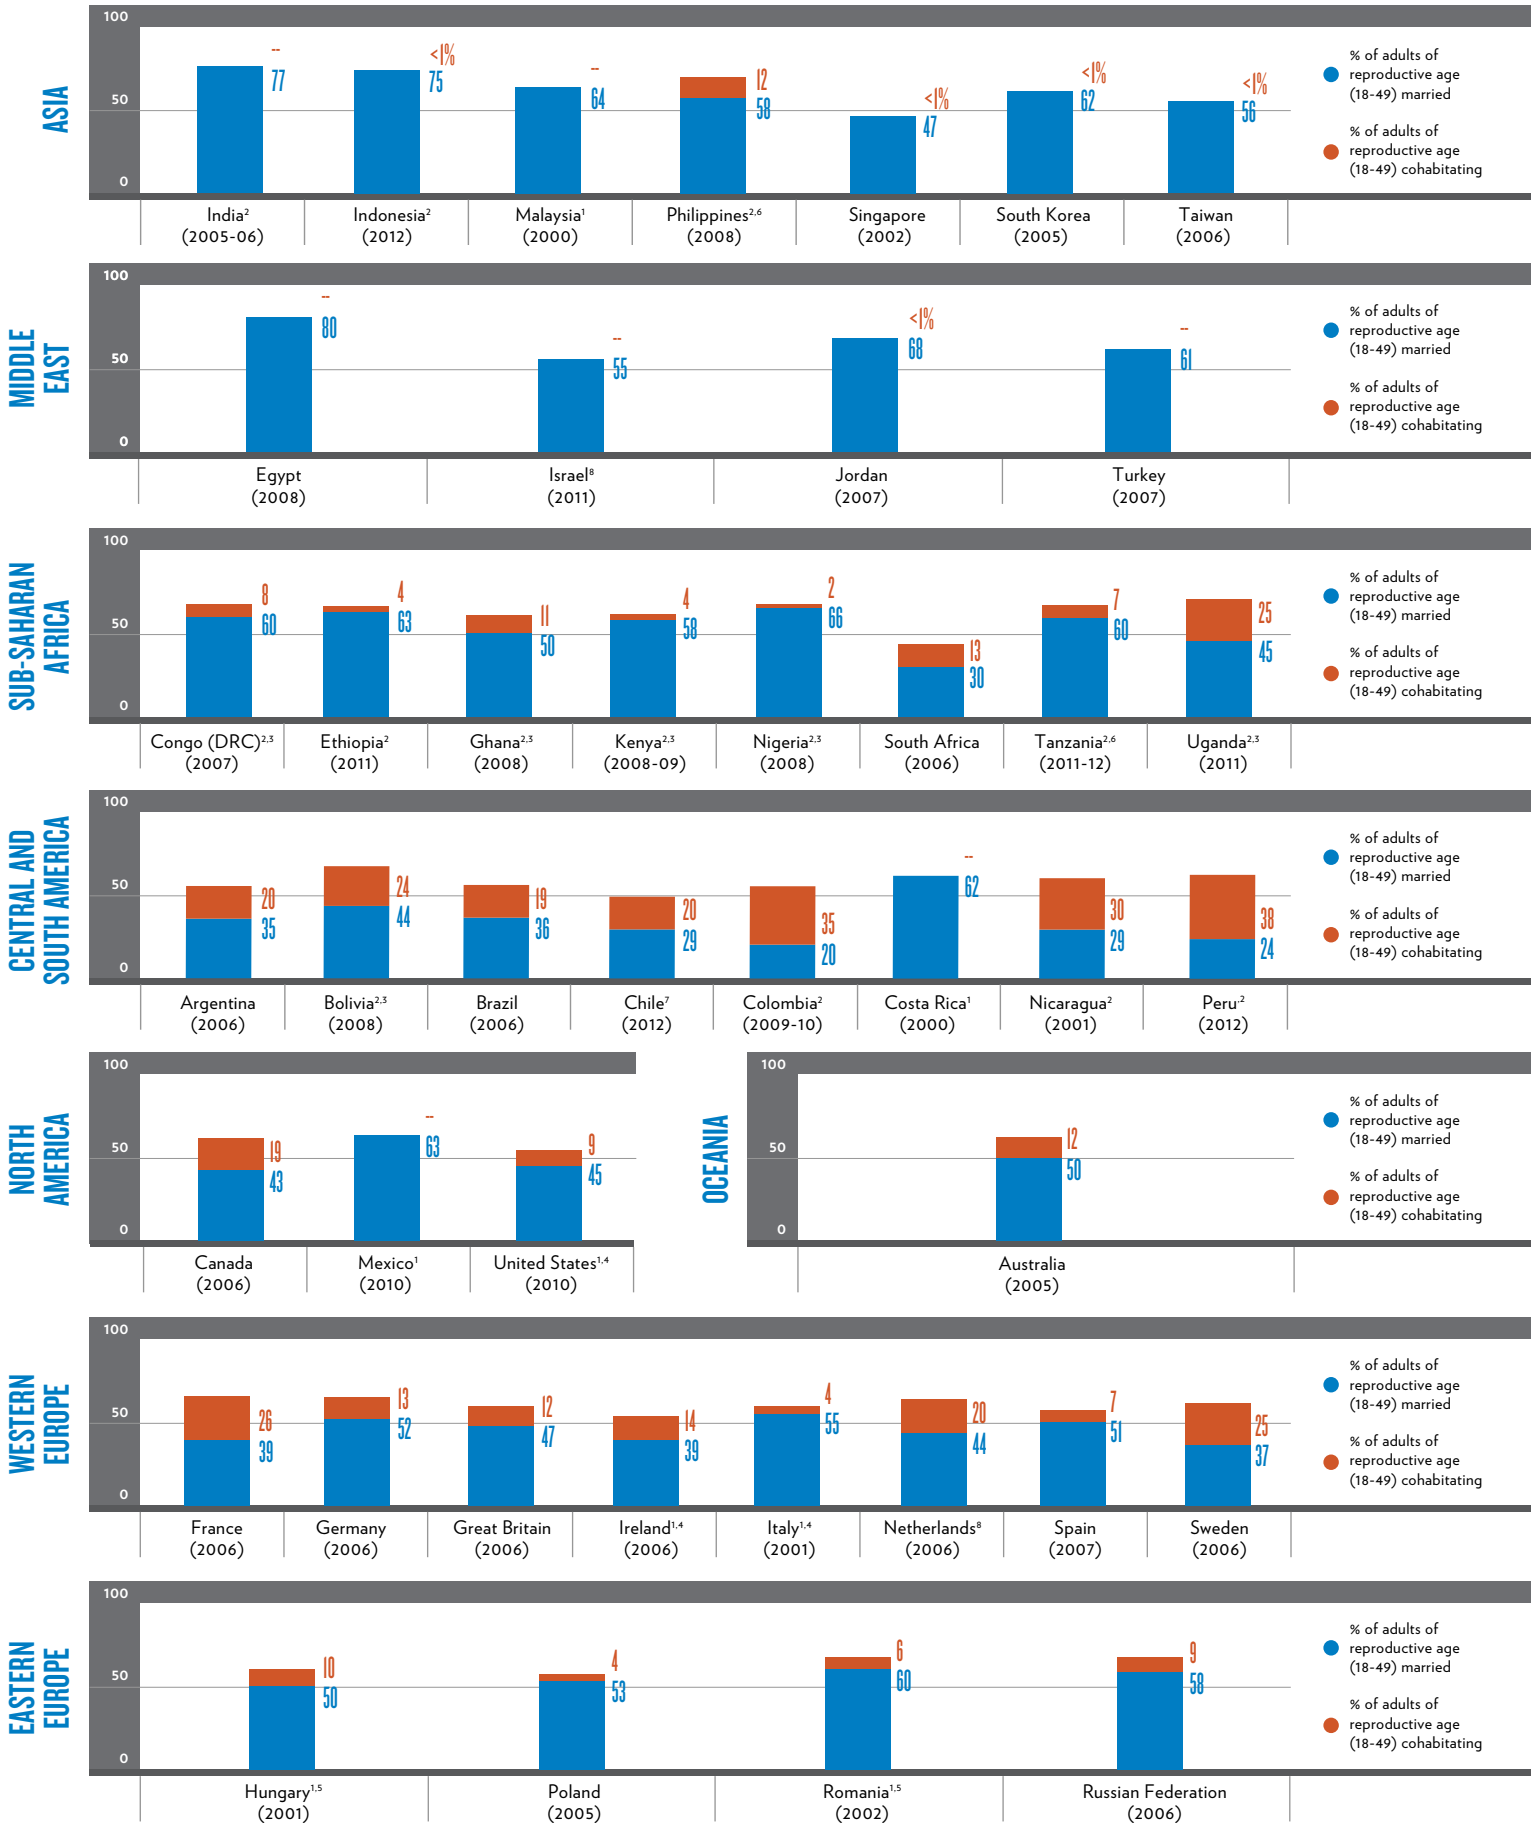 ASIA
100
50
0
--
77
<1%
75
--
64
12
58
<1%
47
<1%
62
<1%
56
% of adults of
reproductive age
(18-49) married
% of adults of
reproductive age
(18-49) cohabitating
India²
(2005-06)
Indonesia²
(2012)
Malaysia¹
(2000)
Philippines²,⁶
(2008)
Singapore
(2002)
South Korea
(2005)
Taiwan
(2006)
MIDDLE
EAST
100
50
0
--
80
--
55
<1%
68
--
61
% of adults of
reproductive age
(18-49) married
% of adults of
reproductive age
(18-49) cohabitating
Egypt
(2008)
Israel⁸
(2011)
Jordan
(2007)
Turkey
(2007)
SUB-SAHARAN
AFRICA
100
50
0
8
60
4
63
11
50
4
58
2
66
13
30
7
60
25
45
% of adults of
reproductive age
(18-49) married
% of adults of
reproductive age
(18-49) cohabitating
Congo (DRC)²,³
(2007)
Ethiopia²
(2011)
Ghana²,³
(2008)
Kenya²,³
(2008-09)
Nigeria²,³
(2008)
South Africa
(2006)
Tanzania²,⁶
(2011-12)
Uganda²,³
(2011)
CENTRAL AND
SOUTH AMERICA
100
50
0
20
35
24
44
19
36
20
29
35
20
--
62
30
29
38
24
% of adults of
reproductive age
(18-49) married
% of adults of
reproductive age
(18-49) cohabitating
Argentina
(2006)
Bolivia²,³
(2008)
Brazil
(2006)
Chile⁷
(2012)
Colombia²
(2009-10)
Costa Rica¹
(2000)
Nicaragua²
(2001)
Peru.²
(2012)
NORTH
AMERICA
100
50
0
19
43
--
63
9
45
Canada
(2006)
Mexico¹
(2010)
United States¹,⁴
(2010)
OCEANIA
100
50
0
12
50
% of adults of
reproductive age
(18-49) married
% of adults of
reproductive age
(18-49) cohabitating
Australia
(2005)
WESTERN
EUROPE
100
50
0
26
39
13
52
12
47
14
39
4
55
20
44
7
51
25
37
% of adults of
reproductive age
(18-49) married
% of adults of
reproductive age
(18-49) cohabitating
France
(2006)
Germany
(2006)
Great Britain
(2006)
Ireland¹,⁴
(2006)
Italy¹,⁴
(2001)
Netherlands⁸
(2006)
Spain
(2007)
Sweden
(2006)
EASTERN
EUROPE
100
50
0
10
50
4
53
6
60
9
58
% of adults of
reproductive age
(18-49) married
% of adults of
reproductive age
(18-49) cohabitating
Hungary¹,⁵
(2001)
Poland
(2005)
Romania¹,⁵
(2002)
Russian Federation
(2006)